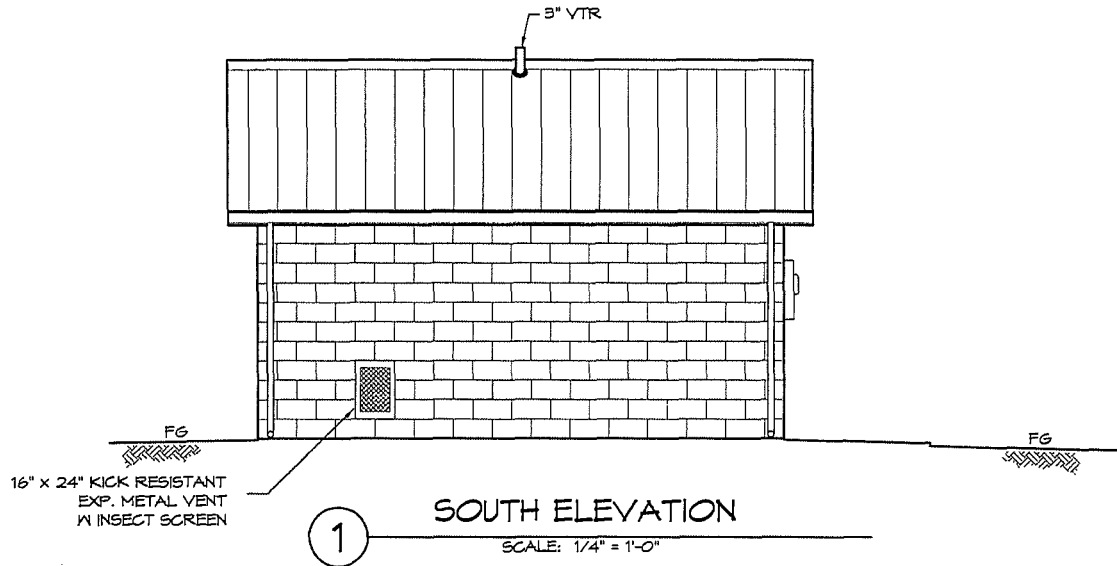 3" VTR
FG
FG
16" x 24" KICK RESISTANT
EXP. METAL VENT
W INSECT SCREEN
1
SOUTH ELEVATION
SCALE: 1/4" = 1'-0"